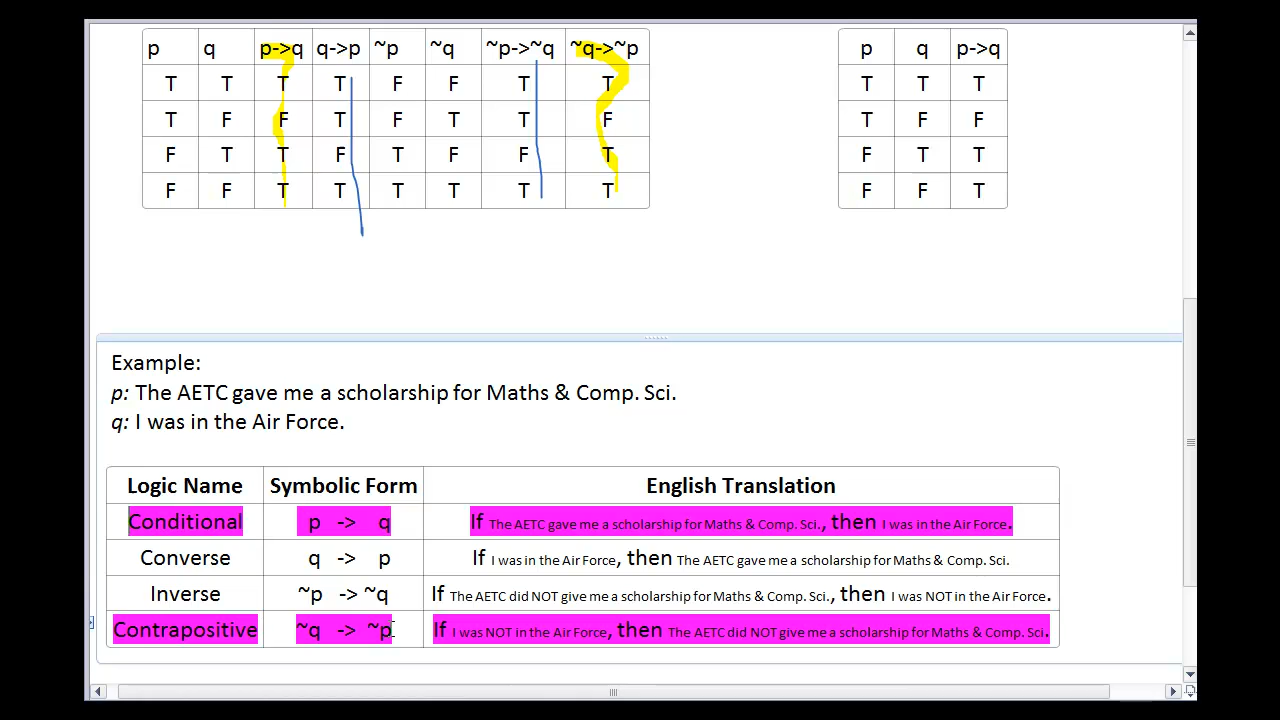 p q p->q q->p ~p ~q ~p->~q ~q->~p
T T T T F F T T
T F F T F T T F
F T T F T F F T
F F T T T T T T
p q p->q
T T T
T F F
F T T
F F T
Example:
p: The AETC gave me a scholarship for Maths & Comp. Sci.
q: I was in the Air Force.
Logic Name Symbolic Form English Translation
Conditional p -> q If The AETC gave me a scholarship for Maths & Comp. Sci., then I was in the Air Force.
Converse q -> p If I was in the Air Force, then The AETC gave me a scholarship for Maths & Comp. Sci.
Inverse ~p -> ~q If The AETC did NOT give me a scholarship for Maths & Comp. Sci., then I was NOT in the Air Force.
Contrapositive ~q -> ~p If I was NOT in the Air Force, then The AETC did NOT give me a scholarship for Maths & Comp. Sci.